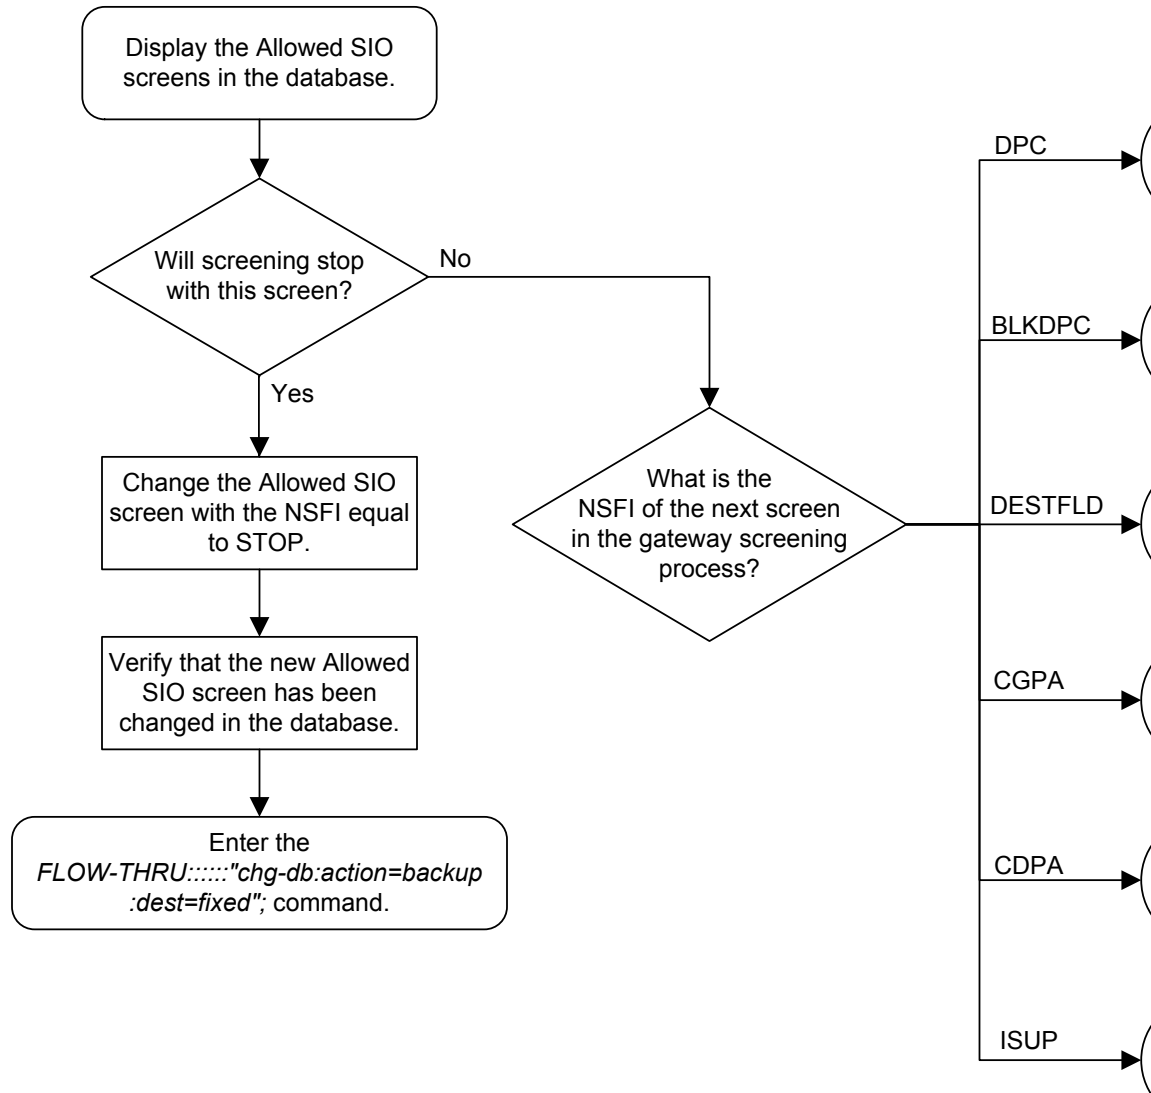 Display the Allowed SIO
screens in the database.
Will screening stop
with this screen?
No
Yes
Change the Allowed SIO
screen with the NSFI equal
to STOP.
Verify that the new Allowed
SIO screen has been
changed in the database.
Enter the
FLOW-THRU::::::"chg-db:action=backup
:dest=fixed"; command.
What is the
NSFI of the next screen
in the gateway screening
process?
DPC
BLKDPC
DESTFLD
CGPA
CDPA
ISUP